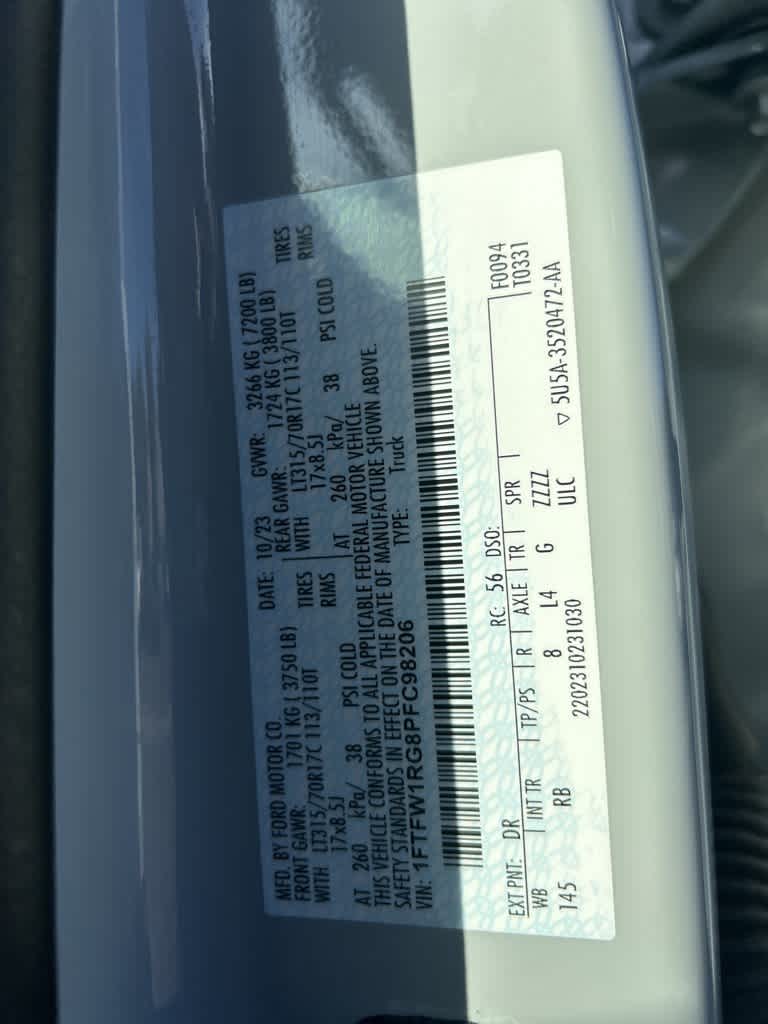 MFD. BY FORD MOTOR CO.
DATE: 10/23 GVWR: 3266 KG ( 7200 LB)
FRONT GAWR: 1701 KG ( 3750 LB)
REAR GAWR: 1724 KG ( 3800 LB)
WITH LT315/70R17C 113/110T TIRES
WITH LT315/70R17C 113/110T TIRES
17x8.5J RIMS
17x8.5J RIMS
AT 260 kPa/ 38 PSI COLD
AT 260 kPa/ 38 PSI COLD
THIS VEHICLE CONFORMS TO ALL APPLICABLE FEDERAL MOTOR VEHICLE
SAFETY STANDARDS IN EFFECT ON THE DATE OF MANUFACTURE SHOWN ABOVE.
VIN: 1FTFW1RG8PFC98206 TYPE: Truck
F0094
EXT PNT: DR RC: 56 DSO: T0331
WB INT TR TP/PS R AXLE TR SPR
145 RB 8 L4 G ZZZZ
2202310231030 ULC ▽ 5U5A-3520472-AA